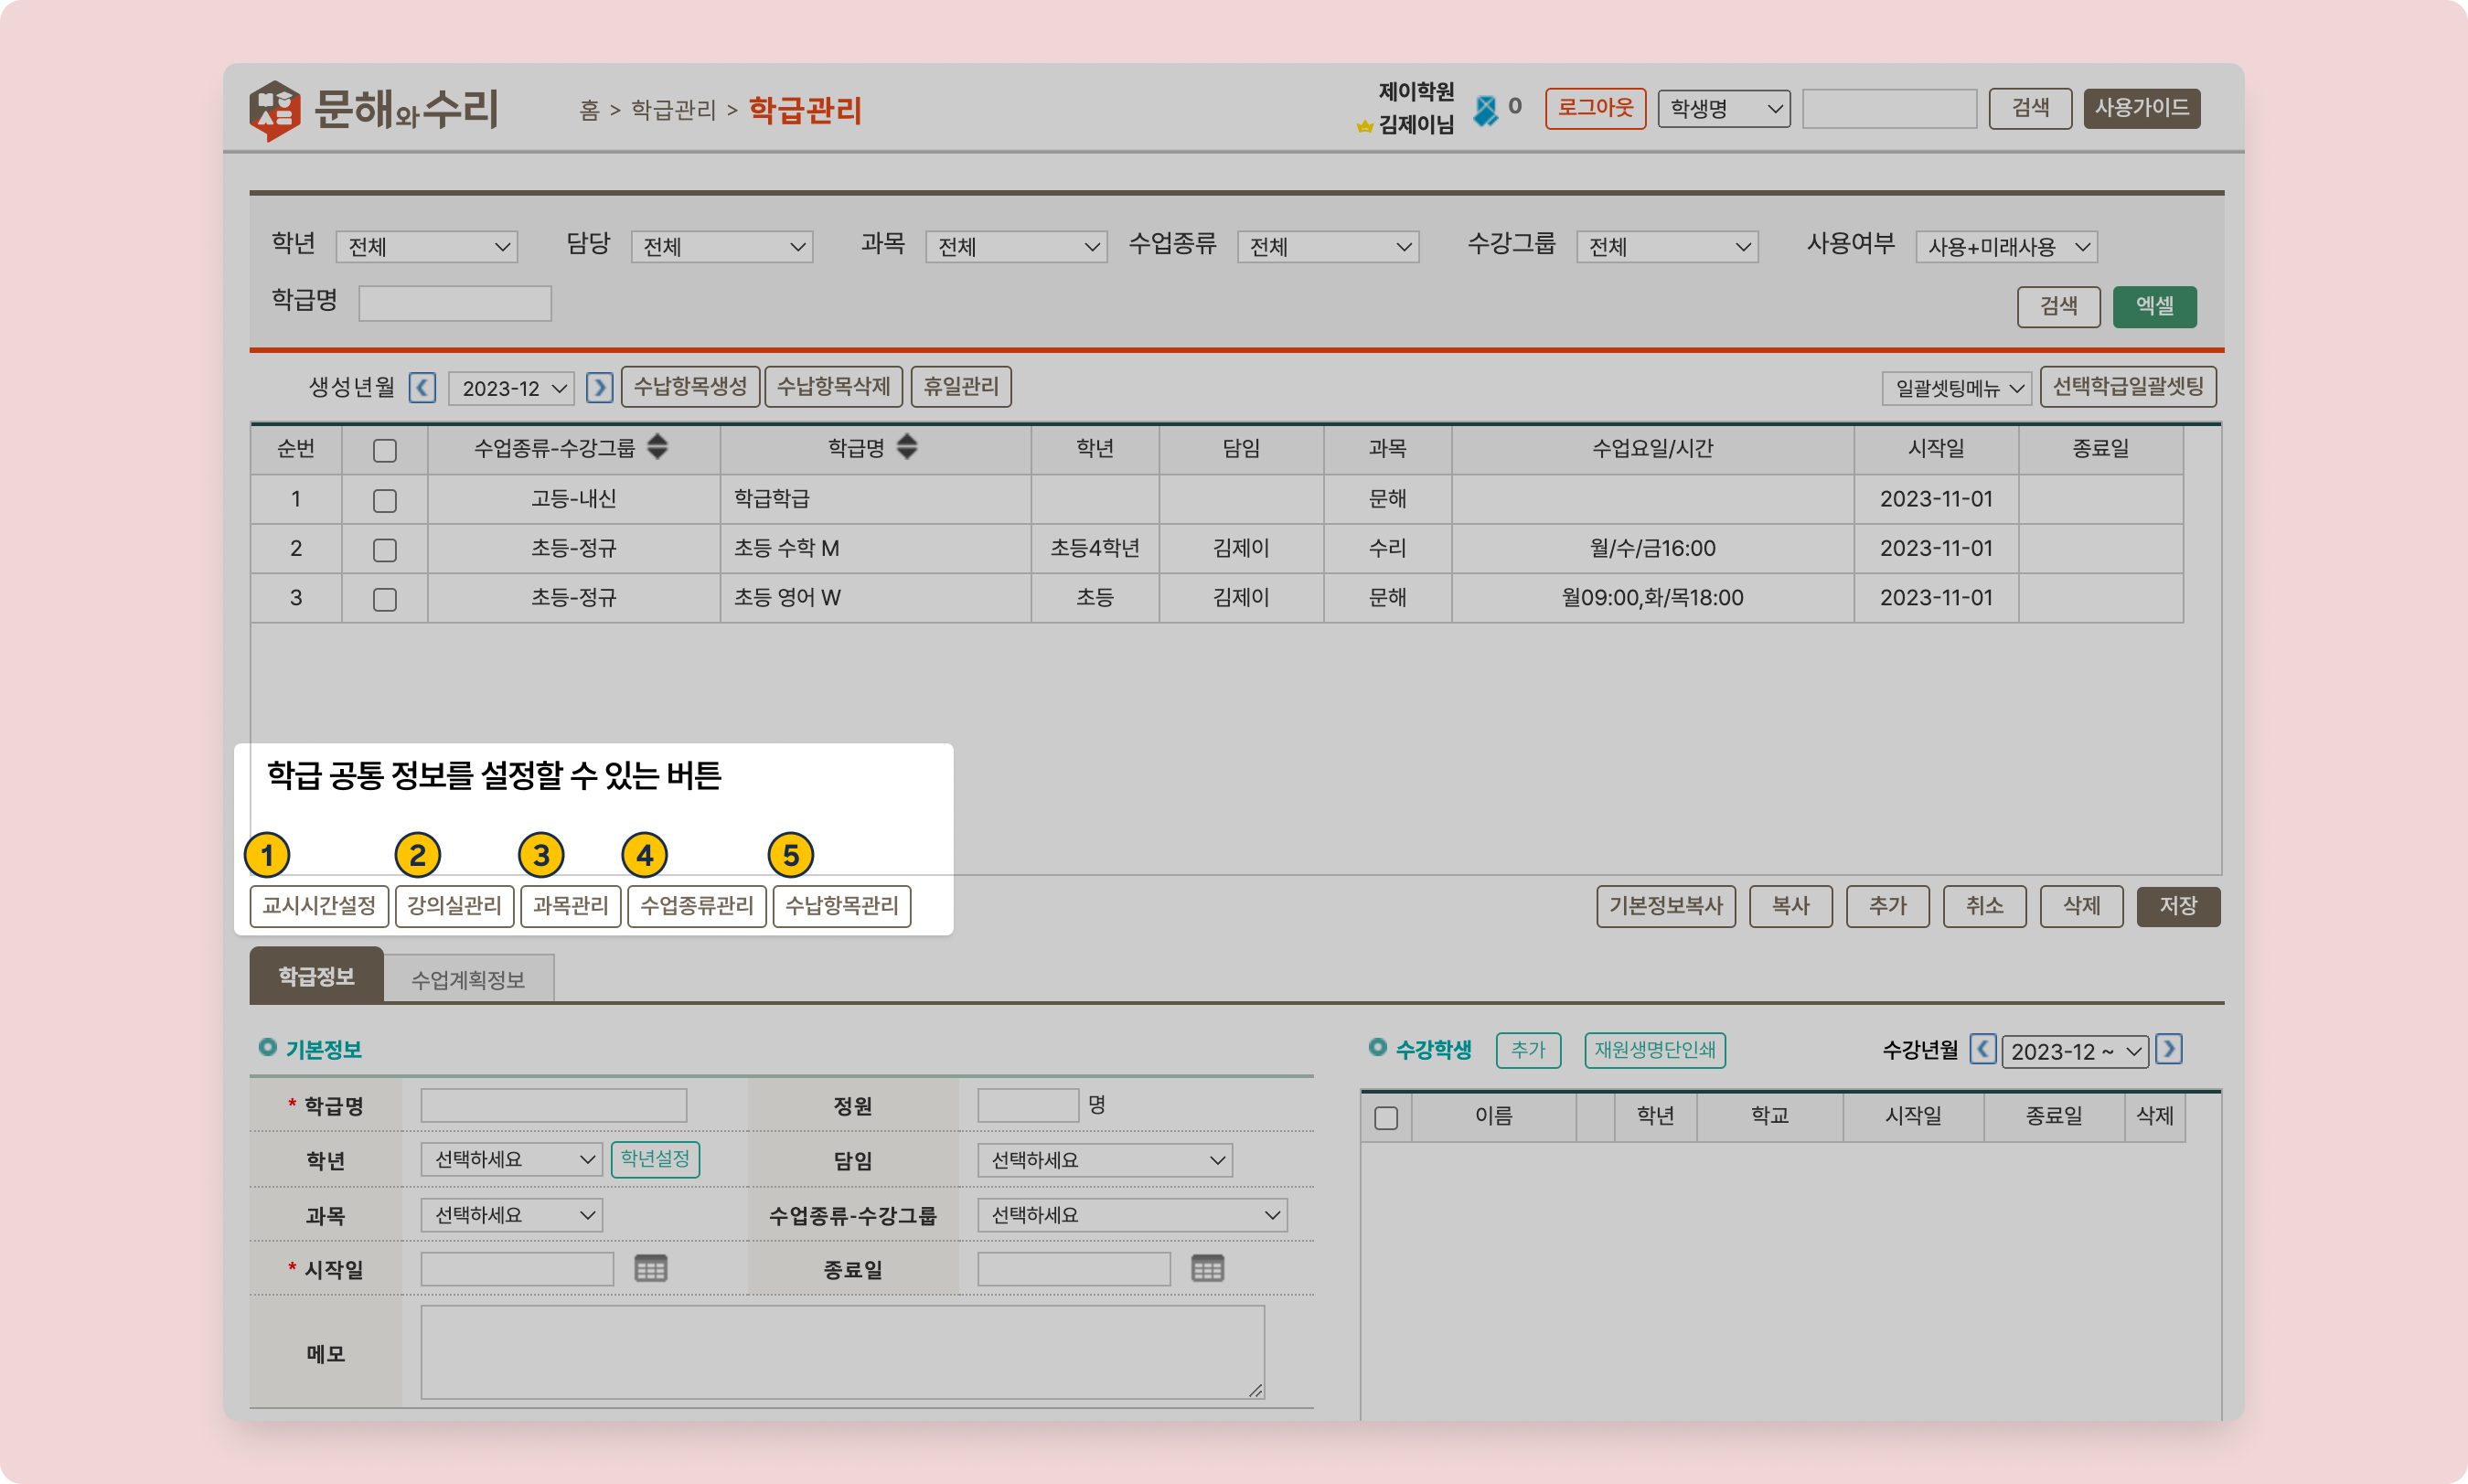 문해와수리
홈 > 학급관리 > 학급관리
제이학원
김제이님
0
로그아웃
학생명
검색
사용가이드
학년 전체 담당 전체 과목 전체 수업종류 전체 수강그룹 전체 사용여부 사용+미래사용
학급명
검색 엑셀
생성년월 2023-12 수납항목생성 수납항목삭제 휴일관리 일괄셋팅메뉴 선택학급일괄셋팅
순번 수업종류-수강그룹 학급명 학년 담임 과목 수업요일/시간 시작일 종료일
1 고등-내신 학급학급 문해 2023-11-01
2 초등-정규 초등 수학 M 초등4학년 김제이 수리 월/수/금16:00 2023-11-01
3 초등-정규 초등 영어 W 초등 김제이 문해 월09:00,화/목18:00 2023-11-01
학급 공통 정보를 설정할 수 있는 버튼
1 2 3 4 5
교시시간설정 강의실관리 과목관리 수업종류관리 수납항목관리 기본정보복사 복사 추가 취소 삭제 저장
학급정보 수업계획정보
기본정보
* 학급명 정원 명
학년 선택하세요 학년설정 담임 선택하세요
과목 선택하세요 수업종류-수강그룹 선택하세요
* 시작일 종료일
메모
수강학생 추가 재원생명단인쇄 수강년월 2023-12 ~
이름 학년 학교 시작일 종료일 삭제